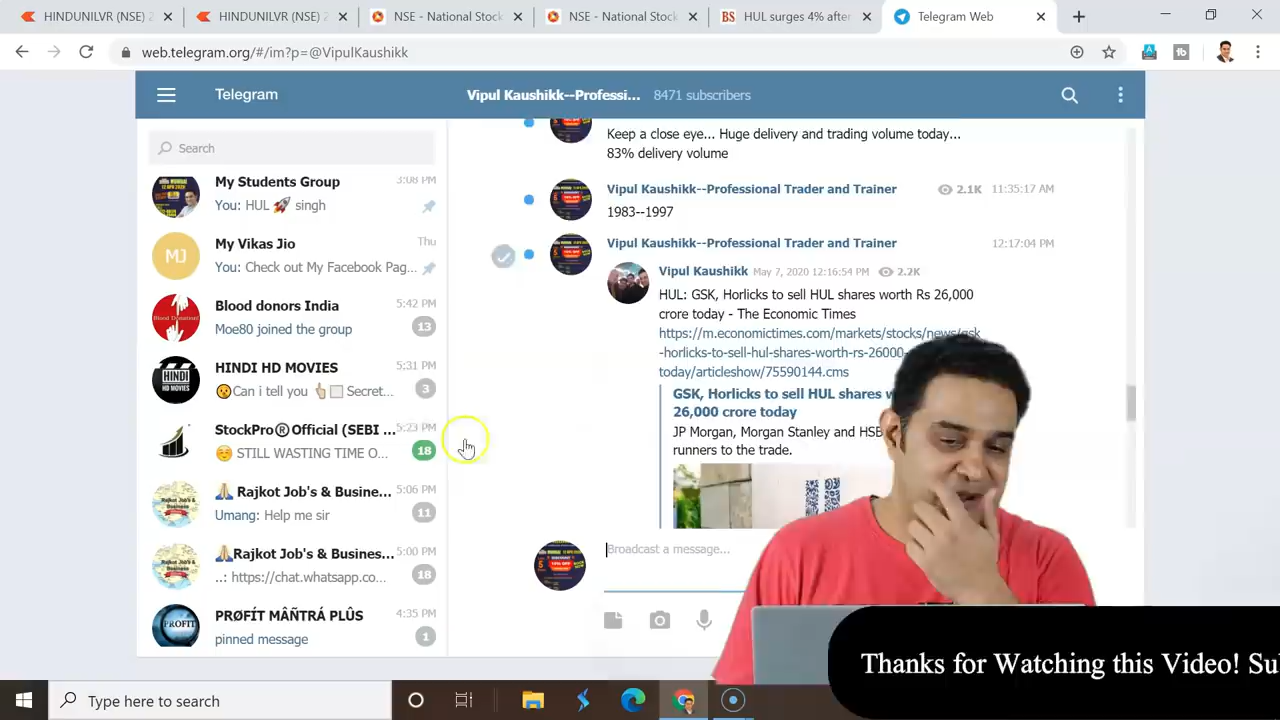 HINDUNILVR (NSE) 2
HINDUNILVR (NSE) 2
NSE - National Stock
NSE - National Stock
BS HUL surges 4% after
Telegram Web
web.telegram.org/#/im?p=@VipulKaushikk
Telegram
Vipul Kaushikk--Professi... 8471 subscribers
Search
My Students Group 3:08 PM
You: HUL 🚀
My Vikas Jio Thu
MJ
You: Check out My Facebook Pag...
Blood donors India 5:42 PM
Moe80 joined the group 13
HINDI HD MOVIES 5:31 PM
HINDI HD MOVIES
😯Can i tell you 👆 Secret... 3
StockPro®Official (SEBI ... 5:23 PM
☺️ STILL WASTING TIME O... 18
🙏 Rajkot Job's & Busine... 5:06 PM
Umang: Help me sir 11
🙏Rajkot Job's & Busines... 5:00 PM
..: https://chat.whatsapp.co... 18
PRØFÍT MÂÑTRÁ PLÛS 4:35 PM
PROFIT
pinned message 1
Keep a close eye... Huge delivery and trading volume today...
83% delivery volume
Vipul Kaushikk--Professional Trader and Trainer 2.1K 11:35:17 AM
1983--1997
Vipul Kaushikk--Professional Trader and Trainer 12:17:04 PM
Vipul Kaushikk May 7, 2020 12:16:54 PM 2.2K
HUL: GSK, Horlicks to sell HUL shares worth Rs 26,000
crore today - The Economic Times
https://m.economictimes.com/markets/stocks/news/gsk
-horlicks-to-sell-hul-shares-worth-rs-26000-
today/articleshow/75590144.cms
GSK, Horlicks to sell HUL shares w
26,000 crore today
JP Morgan, Morgan Stanley and HSB
runners to the trade.
Broadcast a message...
Thanks for Watching this Video! Su
Type here to search